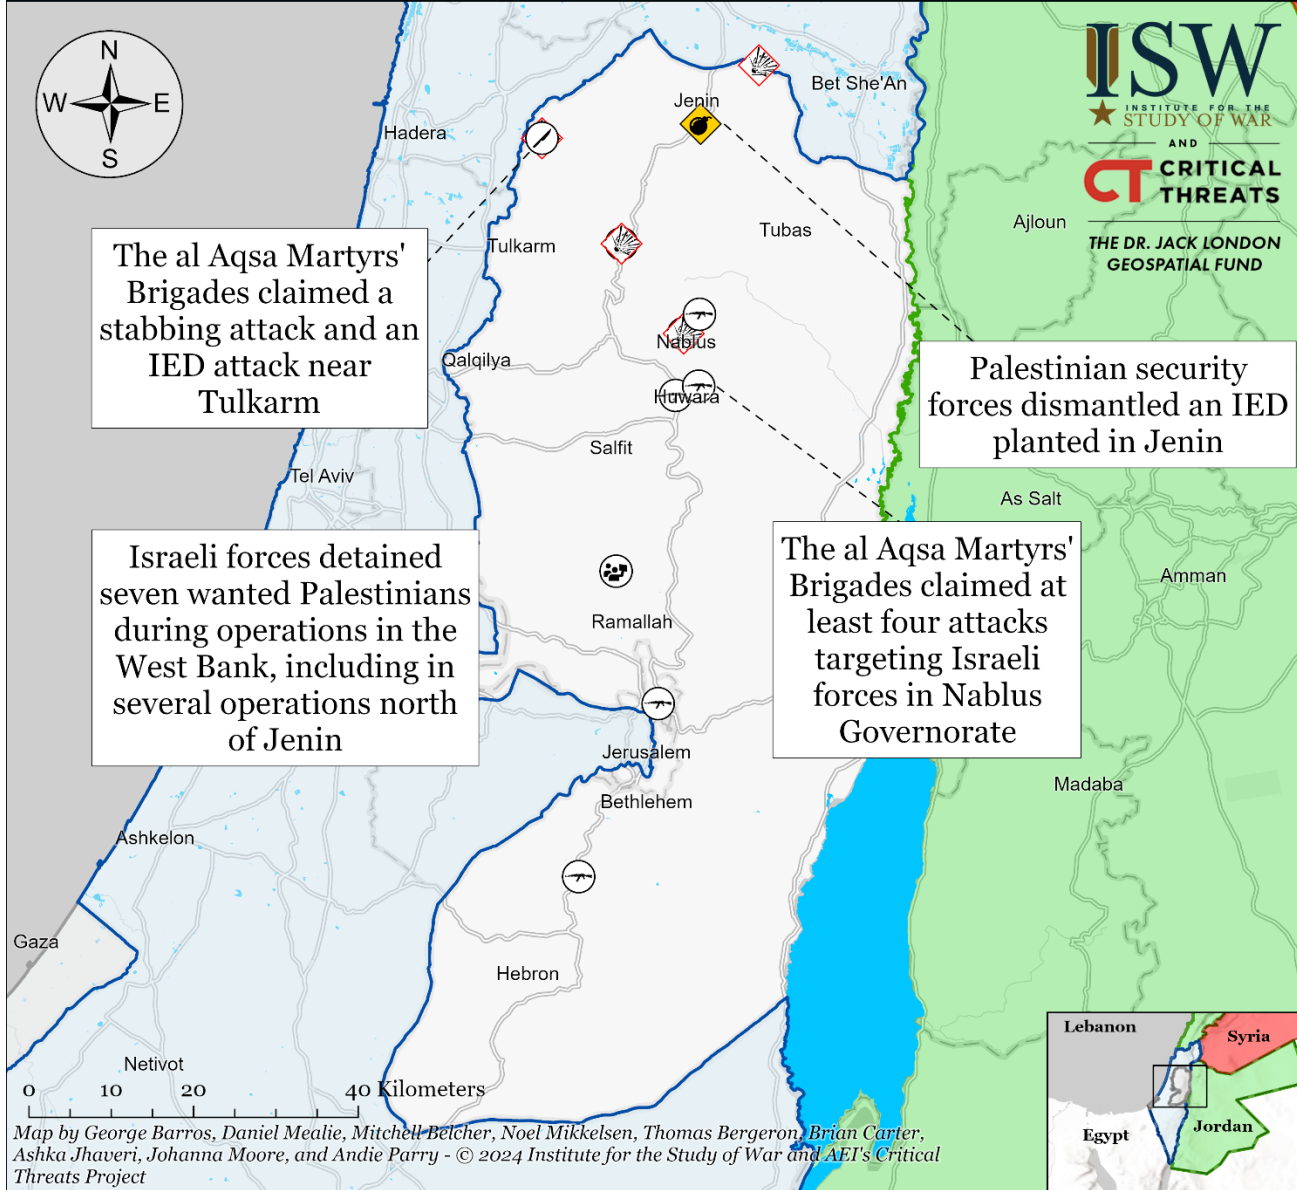 N
W
E
S
ISW
INSTITUTE FOR THE
STUDY OF WAR
AND
CT CRITICAL
THREATS
THE DR. JACK LONDON
GEOSPATIAL FUND
Jenin
Bet She'An
Hadera
Ajloun
Tubas
Tulkarm
The al Aqsa Martyrs'
Brigades claimed a
stabbing attack and an
IED attack near
Tulkarm
Nablus
Qalqilya
Palestinian security
forces dismantled an IED
planted in Jenin
Huwara
Salfit
Tel Aviv
As Salt
Israeli forces detained
seven wanted Palestinians
during operations in the
West Bank, including in
several operations north
of Jenin
The al Aqsa Martyrs'
Brigades claimed at
least four attacks
targeting Israeli
forces in Nablus
Governorate
Amman
Ramallah
Jerusalem
Madaba
Bethlehem
Ashkelon
Gaza
Hebron
Netivot
0 10 20 40 Kilometers
Lebanon
Syria
Egypt
Jordan
Map by George Barros, Daniel Mealie, Mitchell Belcher, Noel Mikkelsen, Thomas Bergeron, Brian Carter,
Ashka Jhaveri, Johanna Moore, and Andie Parry - © 2024 Institute for the Study of War and AEI's Critical
Threats Project